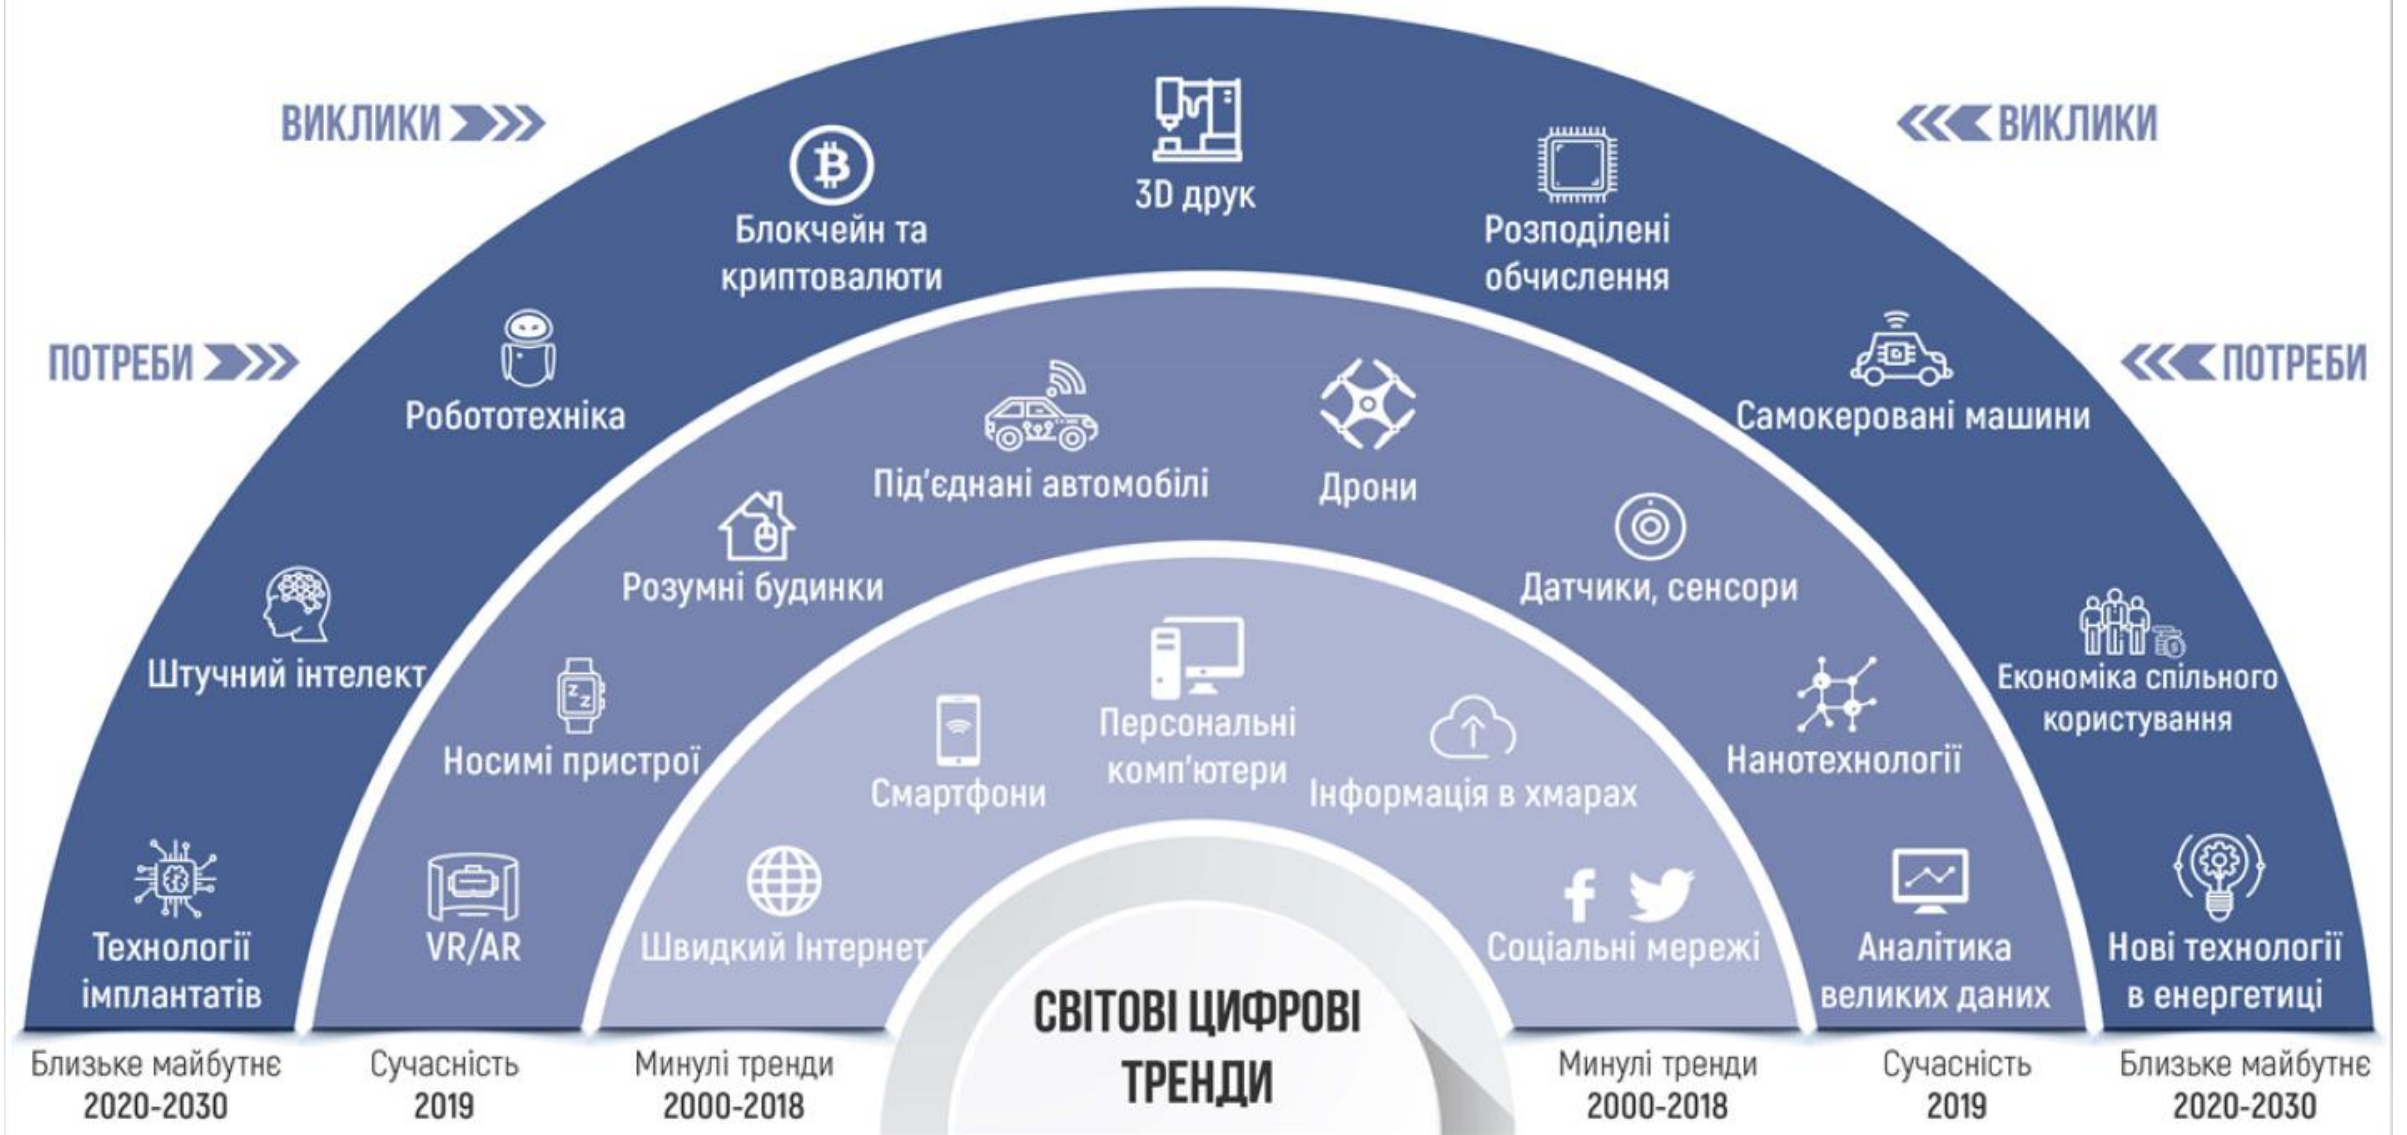 ВИКЛИКИ
ВИКЛИКИ
ПОТРЕБИ
ПОТРЕБИ
Технології
імплантатів
Штучний інтелект
Робототехніка
Блокчейн та
криптовалюти
3D друк
Розподілені
обчислення
Самокеровані машини
Економіка спільного
користування
Нові технології
в енергетиці
VR/AR
Носимі пристрої
Розумні будинки
Під'єднані автомобілі
Дрони
Датчики, сенсори
Нанотехнології
Аналітика
великих даних
Швидкий Інтернет
Смартфони
Персональні
комп'ютери
Інформація в хмарах
Соціальні мережі
СВІТОВІ ЦИФРОВІ
ТРЕНДИ
Близьке майбутнє
2020-2030
Сучасність
2019
Минулі тренди
2000-2018
Минулі тренди
2000-2018
Сучасність
2019
Близьке майбутнє
2020-2030